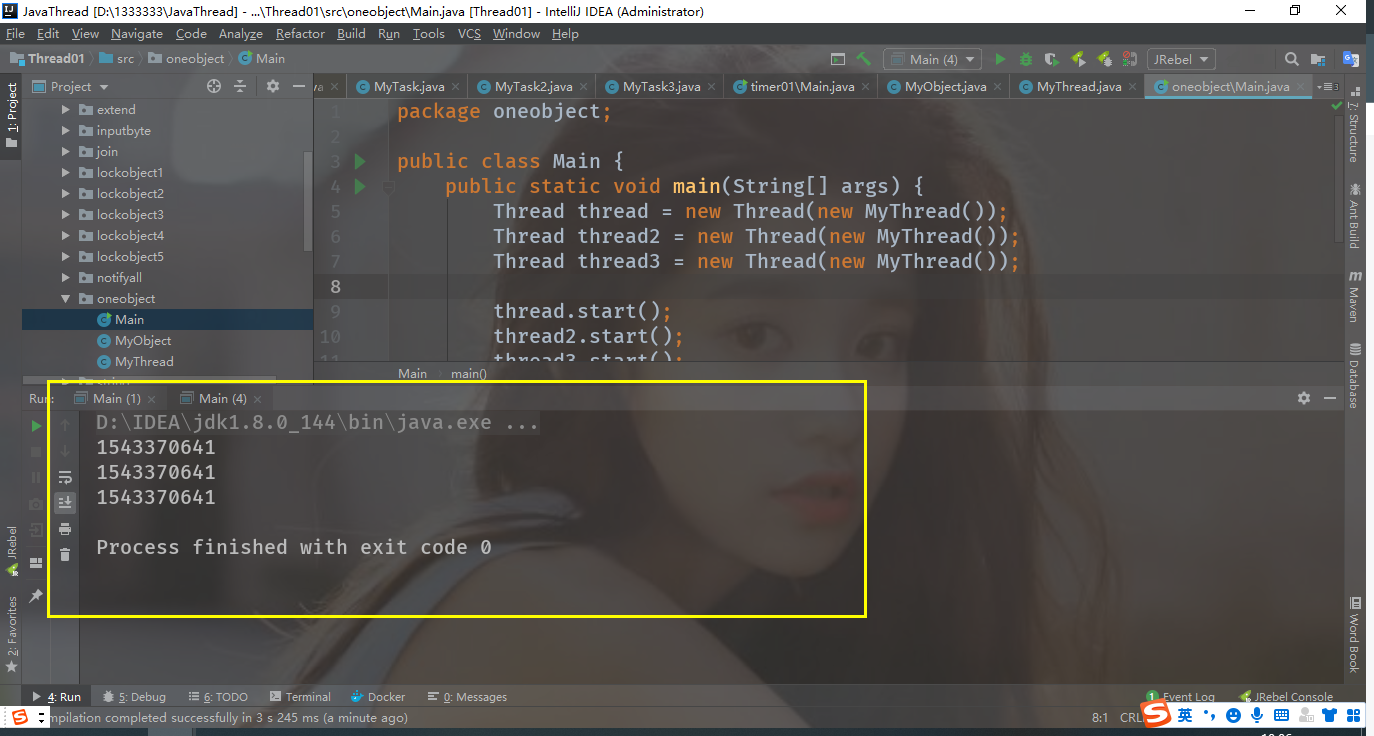 JavaThread [D:\1333333\JavaThread] - ...\Thread01\src\oneobject\Main.java [Thread01] - IntelliJ IDEA (Administrator)
File Edit View Navigate Code Analyze Refactor Build Run Tools VCS Window Help
Thread01 src oneobject Main Main (4) JRebel
Project va MyTask.java MyTask2.java MyTask3.java timer01\Main.java MyObject.java MyThread.java oneobject\Main.java 3
1: Project
extend
inputbyte
join
lockobject1
lockobject2
lockobject3
lockobject4
lockobject5
notifyall
oneobject
Main
MyObject
MyThread
1 package oneobject;
2
3 public class Main {
4 public static void main(String[] args) {
5 Thread thread = new Thread(new MyThread());
6 Thread thread2 = new Thread(new MyThread());
7 Thread thread3 = new Thread(new MyThread());
8
9 thread.start();
10 thread2.start();
11 thread3.start();
Main main()
7: Structure
Ant Build
Maven
Database
Word Book
Run: Main (1) Main (4)
D:\IDEA\jdk1.8.0_144\bin\java.exe ...
1543370641
1543370641
1543370641
Process finished with exit code 0
JRebel
2: Favorites
4: Run 5: Debug 6: TODO Terminal Docker 0: Messages 1 Event Log JRebel Console
mpilation completed successfully in 3 s 245 ms (a minute ago) 8:1 CRL
英